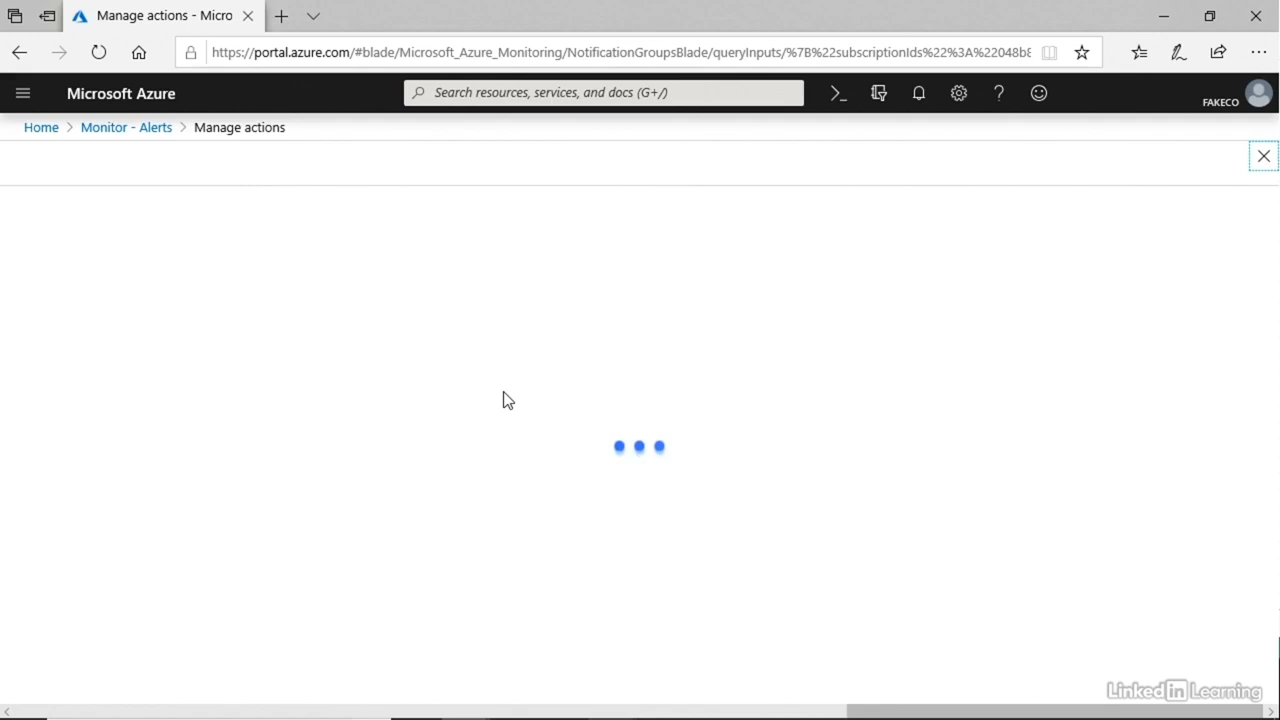 Manage actions - Micro
https://portal.azure.com/#blade/Microsoft_Azure_Monitoring/NotificationGroupsBlade/queryInputs/%7B%22subscriptionIds%22%3A%22048b8
Microsoft Azure
Search resources, services, and docs (G+/)
FAKECO
Home > Monitor - Alerts > Manage actions
LinkedIn Learning